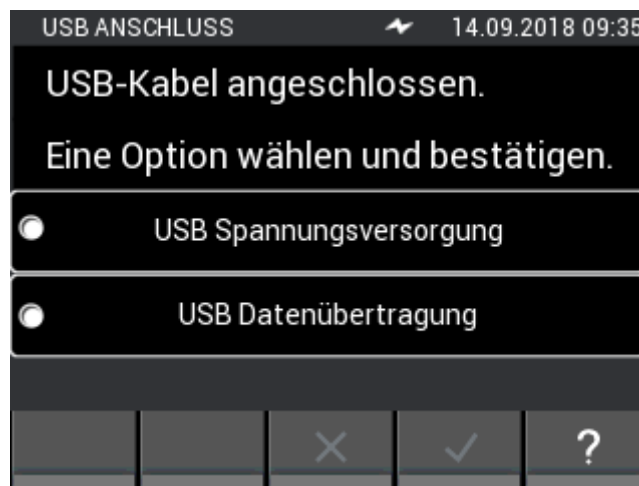 USB ANSCHLUSS 14.09.2018 09:35
USB-Kabel angeschlossen.
Eine Option wählen und bestätigen.
USB Spannungsversorgung
USB Datenübertragung
?